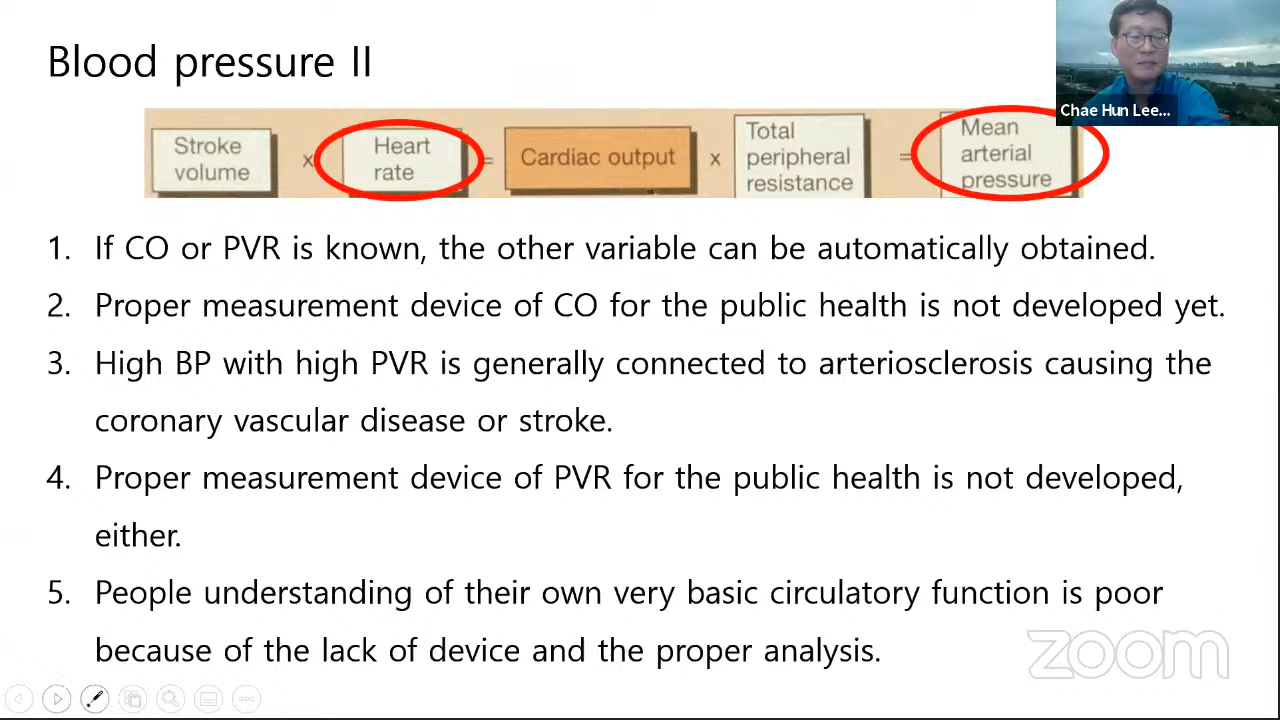 Blood pressure II
Chae Hun Lee...
Stroke volume x Heart rate = Cardiac output x Total peripheral resistance = Mean arterial pressure
1. If CO or PVR is known, the other variable can be automatically obtained.
2. Proper measurement device of CO for the public health is not developed yet.
3. High BP with high PVR is generally connected to arteriosclerosis causing the
coronary vascular disease or stroke.
4. Proper measurement device of PVR for the public health is not developed,
either.
5. People understanding of their own very basic circulatory function is poor
because of the lack of device and the proper analysis.
zoom